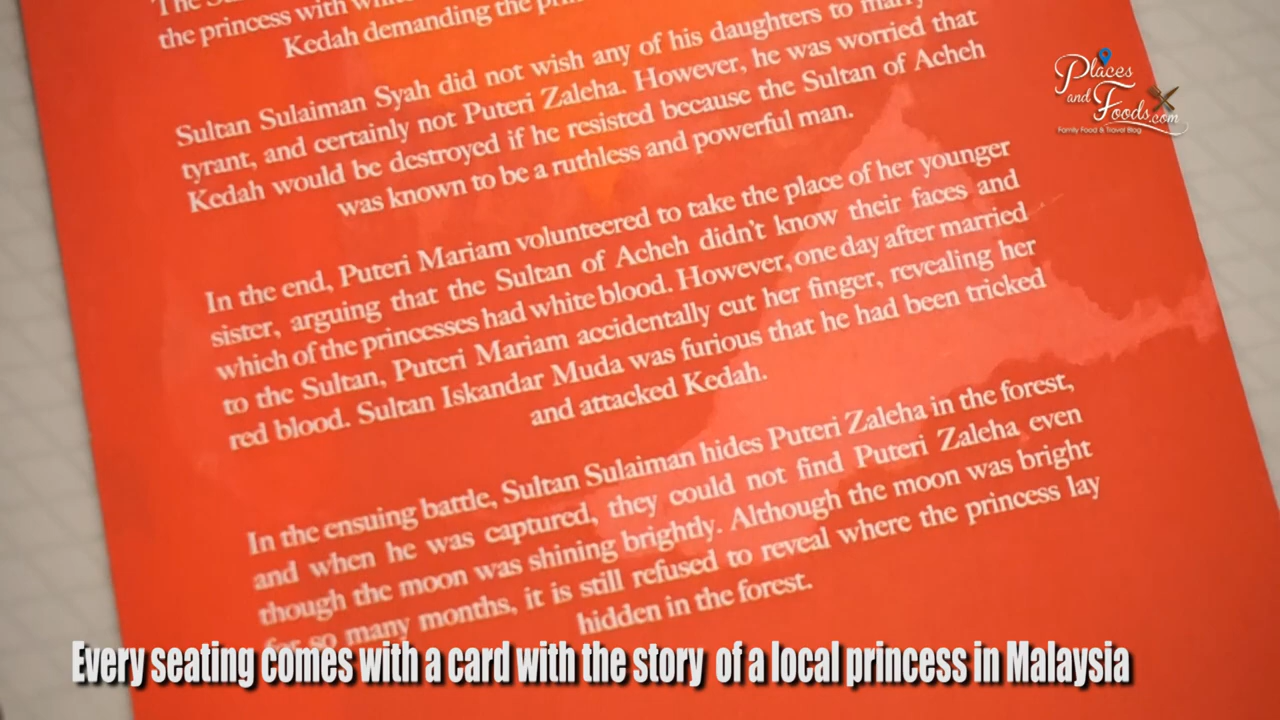 the princess with
Kedah demanding the
Sultan Sulaiman Syah did not wish any of his daughters to marry
tyrant, and certainly not Puteri Zaleha. However, he was worried that
Kedah would be destroyed if he resisted because the Sultan of Acheh
was known to be a ruthless and powerful man.
In the end, Puteri Mariam volunteered to take the place of her younger
sister, arguing that the Sultan of Acheh didn't know their faces and
which of the princesses had white blood. However, one day after married
to the Sultan, Puteri Mariam accidentally cut her finger, revealing her
red blood. Sultan Iskandar Muda was furious that he had been tricked
and attacked Kedah.
In the ensuing battle, Sultan Sulaiman hides Puteri Zaleha in the forest,
and when he was captured, they could not find Puteri Zaleha even
though the moon was shining brightly. Although the moon was bright
for so many months, it is still refused to reveal where the princess lay
hidden in the forest.
Places
and
Foods.com
Family Food & Travel Blog
Every seating comes with a card with the story of a local princess in Malaysia